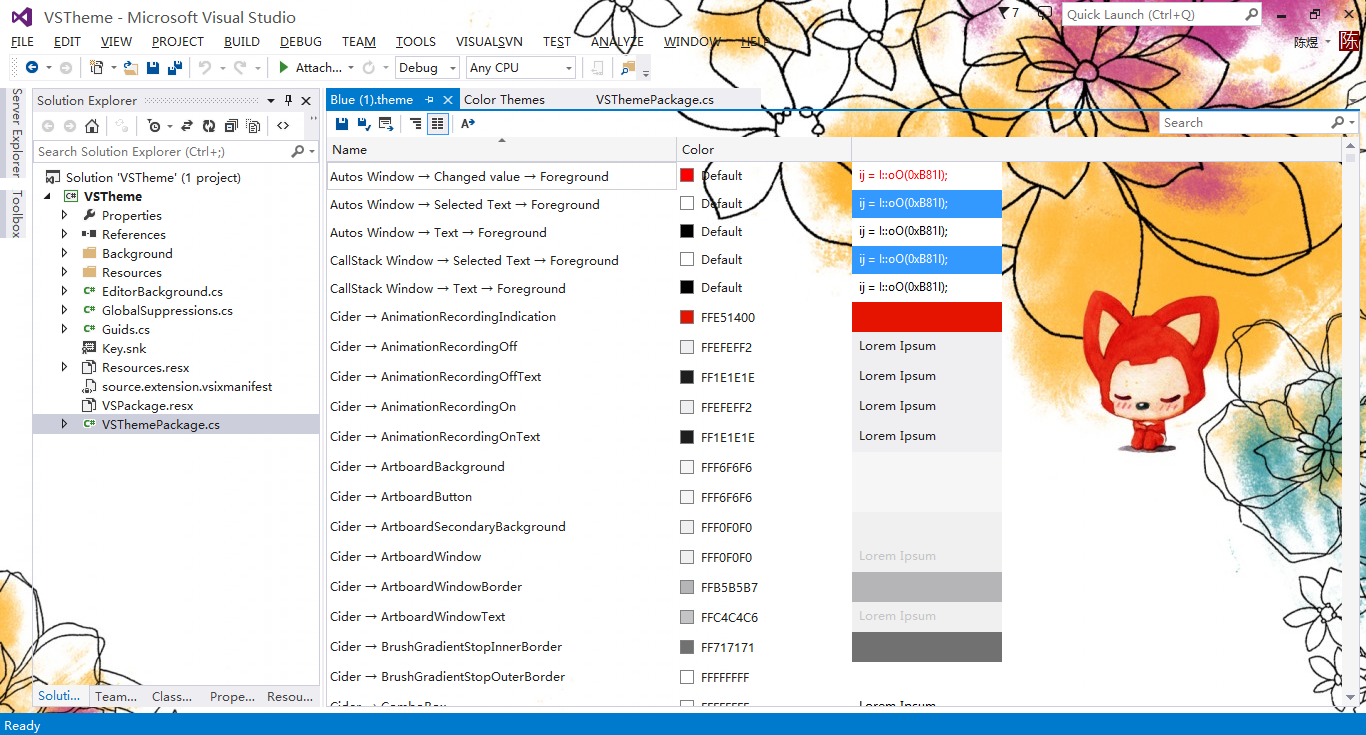 VSTheme - Microsoft Visual Studio
7
Quick Launch (Ctrl+Q)
FILE EDIT VIEW PROJECT BUILD DEBUG TEAM TOOLS VISUALSVN TEST ANALYZE WINDOW HELP
陈煜 陈
Attach... Debug Any CPU
Server Explorer
Toolbox
Solution Explorer
Search Solution Explorer (Ctrl+;)
Solution 'VSTheme' (1 project)
VSTheme
Properties
References
Background
Resources
EditorBackground.cs
GlobalSuppressions.cs
Guids.cs
Key.snk
Resources.resx
source.extension.vsixmanifest
VSPackage.resx
VSThemePackage.cs
Soluti... Team... Class... Prope... Resou...
Blue (1).theme Color Themes VSThemePackage.cs
Search
Name Color
Autos Window → Changed value → Foreground Default ij = I::oO(0xB81l);
Autos Window → Selected Text → Foreground Default ij = I::oO(0xB81l);
Autos Window → Text → Foreground Default ij = I::oO(0xB81l);
CallStack Window → Selected Text → Foreground Default ij = I::oO(0xB81l);
CallStack Window → Text → Foreground Default ij = I::oO(0xB81l);
Cider → AnimationRecordingIndication FFE51400
Cider → AnimationRecordingOff FFEFEFF2 Lorem Ipsum
Cider → AnimationRecordingOffText FF1E1E1E Lorem Ipsum
Cider → AnimationRecordingOn FFEFEFF2 Lorem Ipsum
Cider → AnimationRecordingOnText FF1E1E1E Lorem Ipsum
Cider → ArtboardBackground FFF6F6F6
Cider → ArtboardButton FFF6F6F6
Cider → ArtboardSecondaryBackground FFF0F0F0
Cider → ArtboardWindow FFF0F0F0 Lorem Ipsum
Cider → ArtboardWindowBorder FFB5B5B7
Cider → ArtboardWindowText FFC4C4C6 Lorem Ipsum
Cider → BrushGradientStopInnerBorder FF717171
Cider → BrushGradientStopOuterBorder FFFFFFFF
Cider → ComboBox FFFFFFFF Lorem Ipsum
Ready